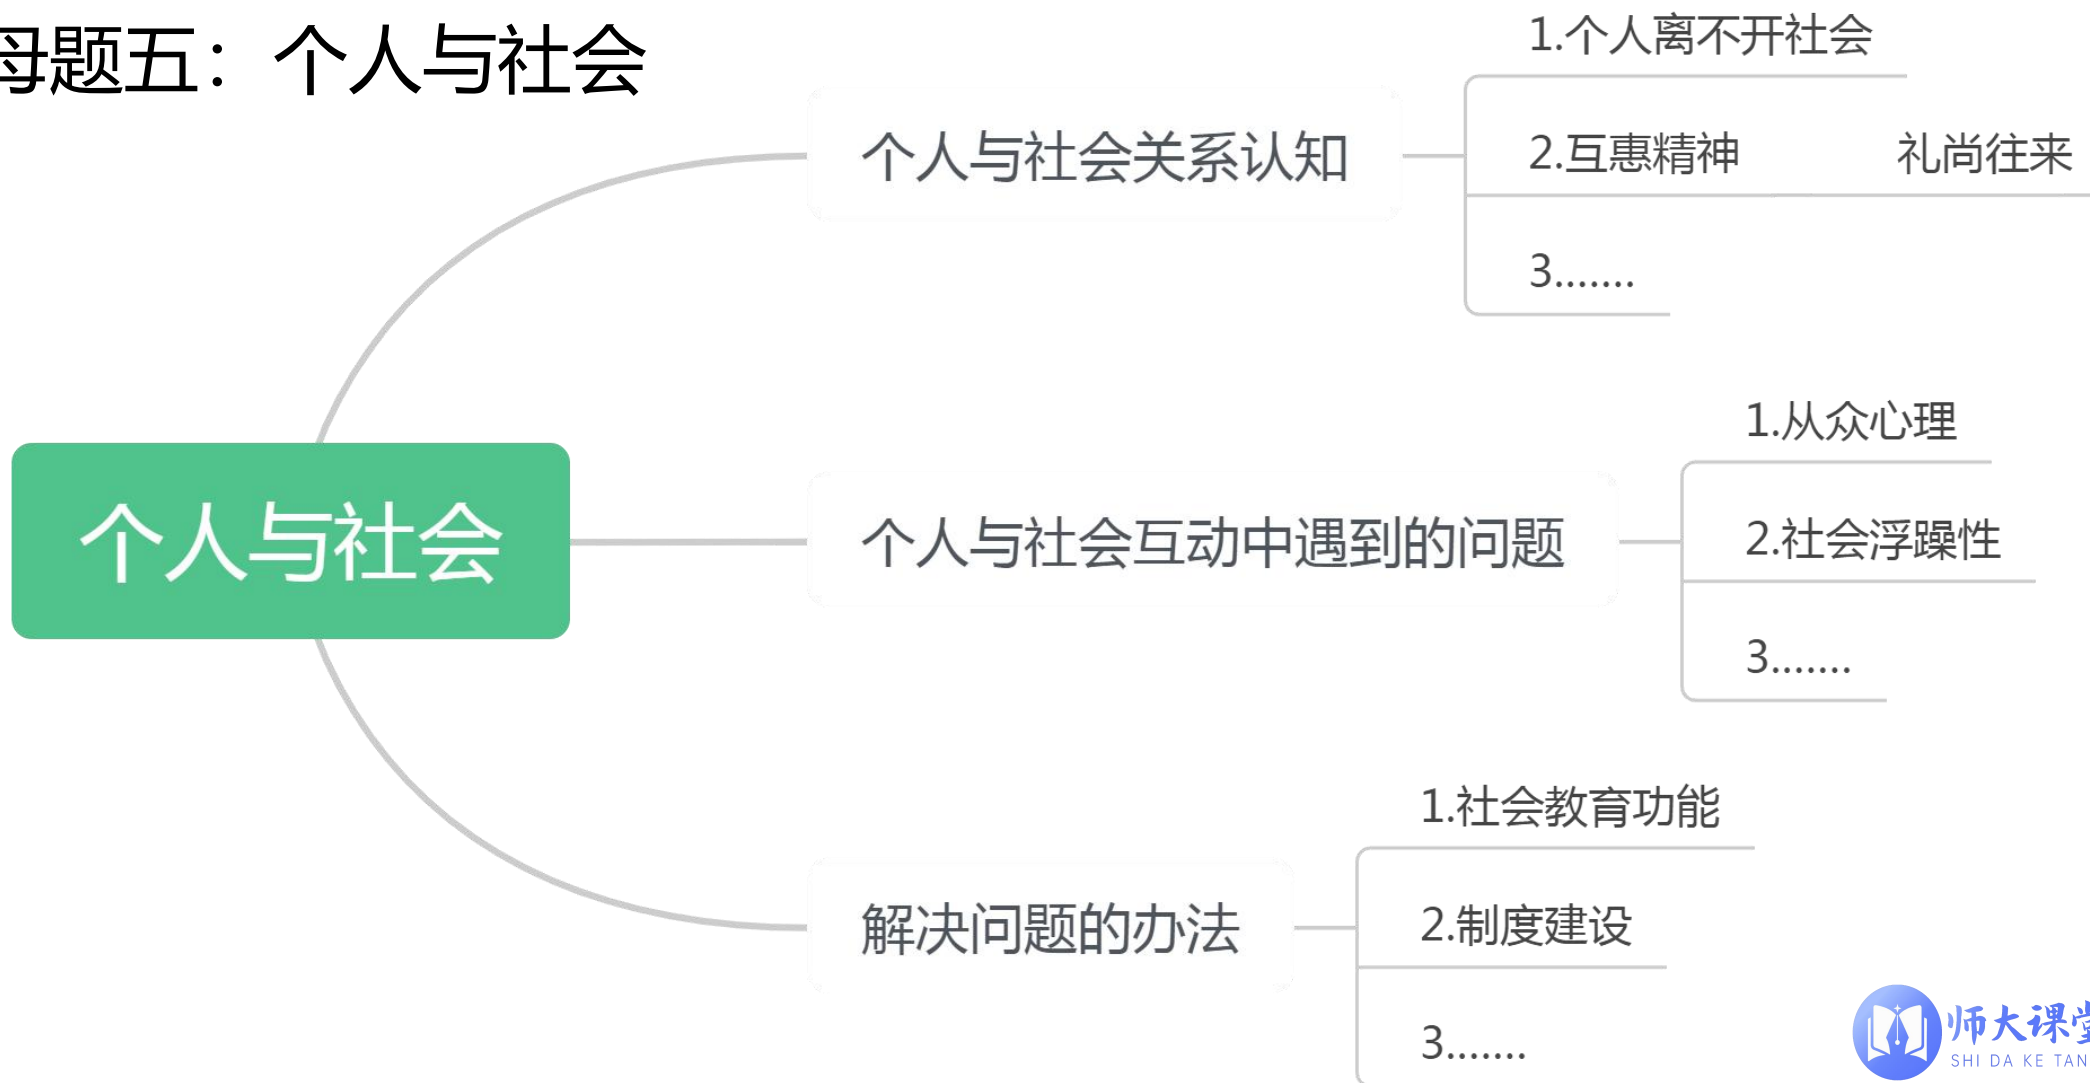 母题五：个人与社会
1.个人离不开社会
个人与社会关系认知
2.互惠精神 礼尚往来
3.......
1.从众心理
个人与社会
个人与社会互动中遇到的问题
2.社会浮躁性
3.......
1.社会教育功能
解决问题的办法
2.制度建设
3.......
师大课堂
SHI DA KE TAN